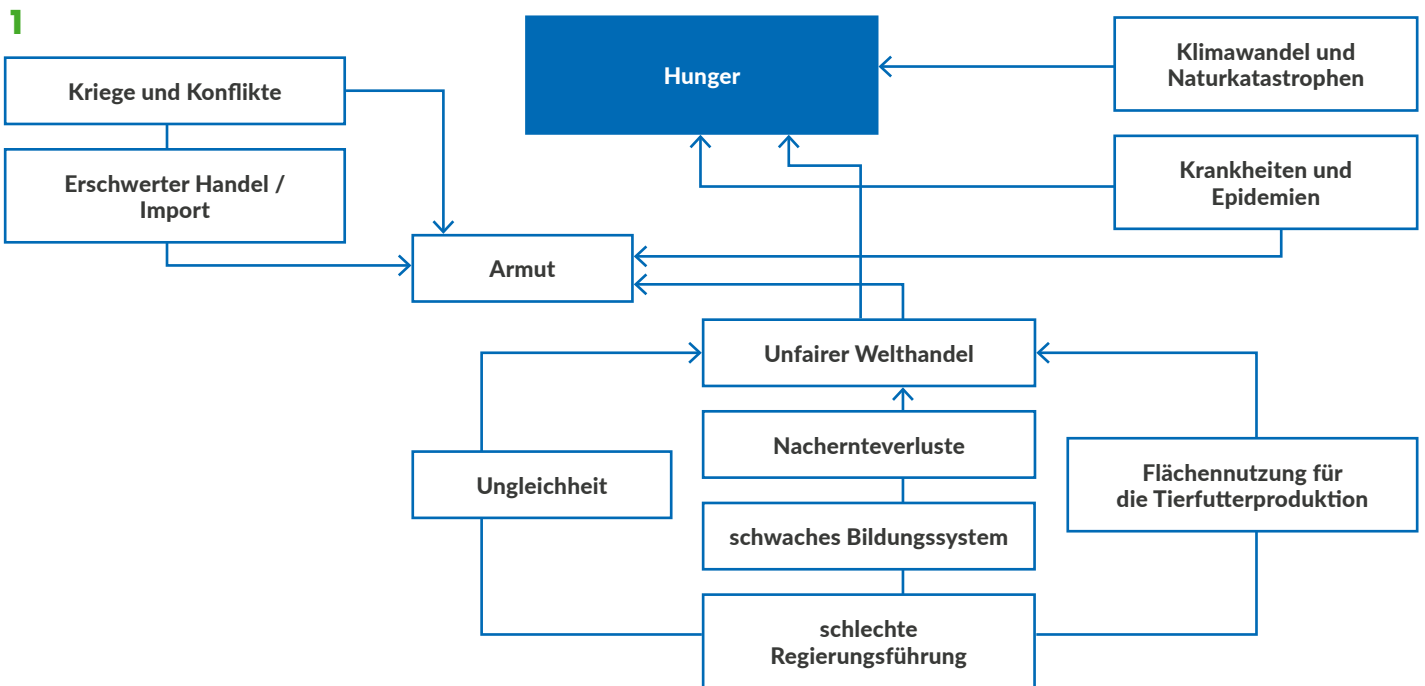 1
Hunger
Klimawandel und
Naturkatastrophen
Kriege und Konflikte
Erschwerter Handel /
Import
Krankheiten und
Epidemien
Armut
Unfairer Welthandel
Nachernteverluste
Ungleichheit
Flächennutzung für
die Tierfutterproduktion
schwaches Bildungssystem
schlechte
Regierungsführung